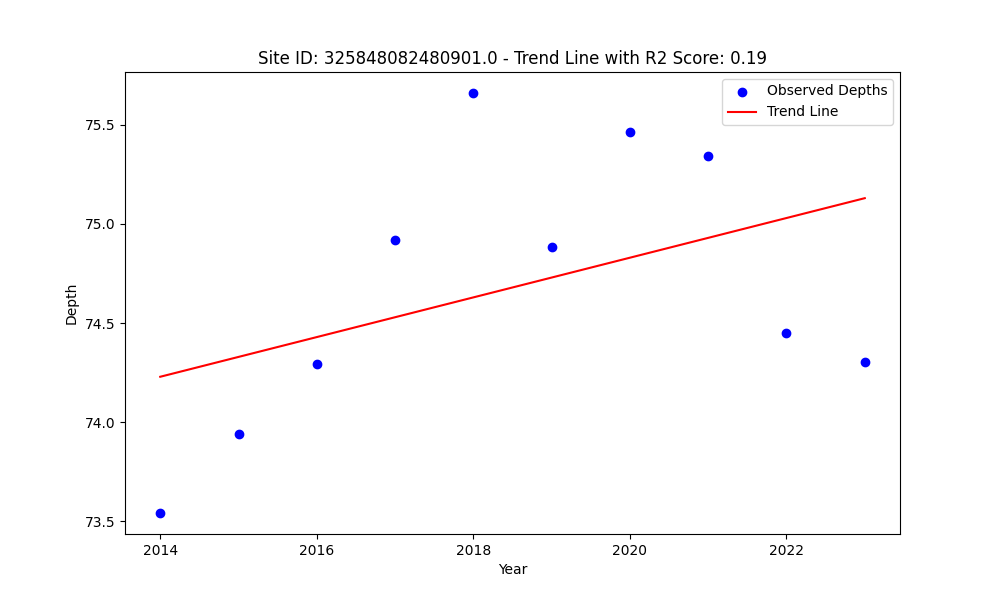 Site ID: 325848082480901.0 - Trend Line with R2 Score: 0.19
Observed Depths
Trend Line
75.5
75.0
74.5
74.0
73.5
Depth
2014 2016 2018 2020 2022
Year